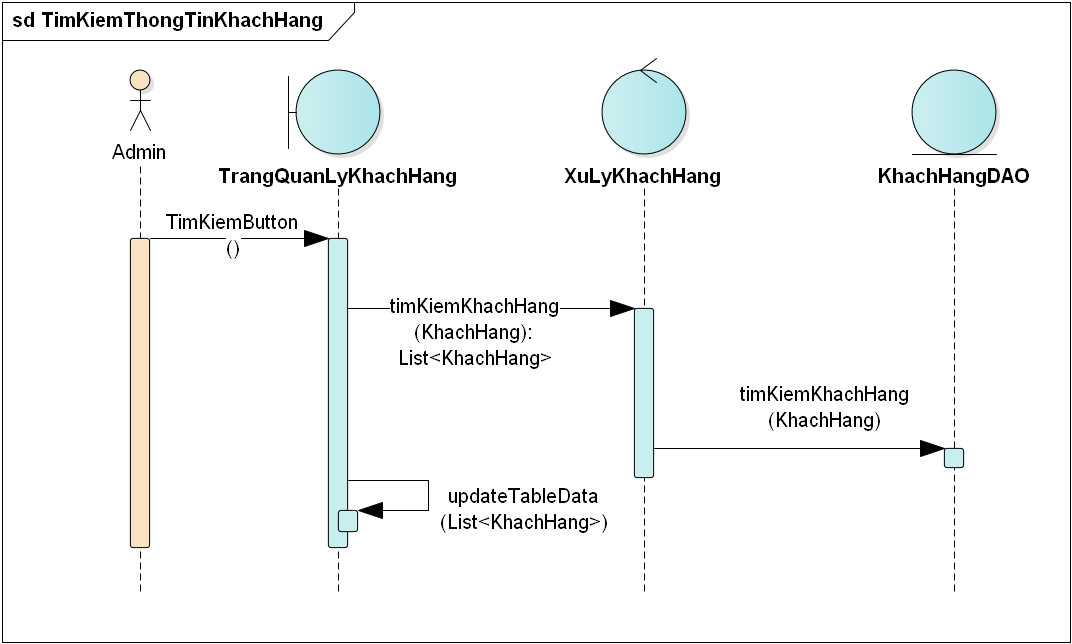 sd TimKiemThongTinKhachHang
Admin
TrangQuanLyKhachHang
XuLyKhachHang
KhachHangDAO
TimKiemButton
()
timKiemKhachHang
(KhachHang):
List<KhachHang>
timKiemKhachHang
(KhachHang)
updateTableData
(List<KhachHang>)